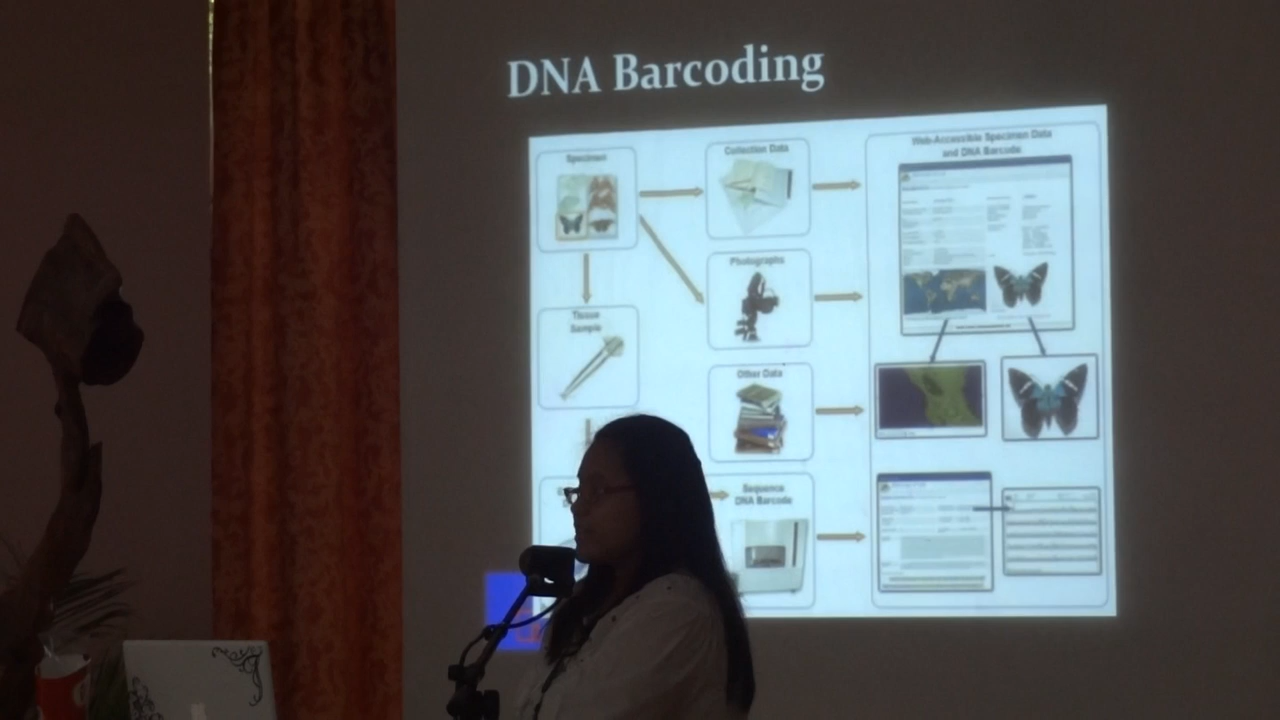 DNA Barcoding
Specimen
Collection Data
Web-Accessible Specimen Data
and DNA Barcode
Photographs
Tissue
Sample
Other Data
Sequence
DNA Barcode